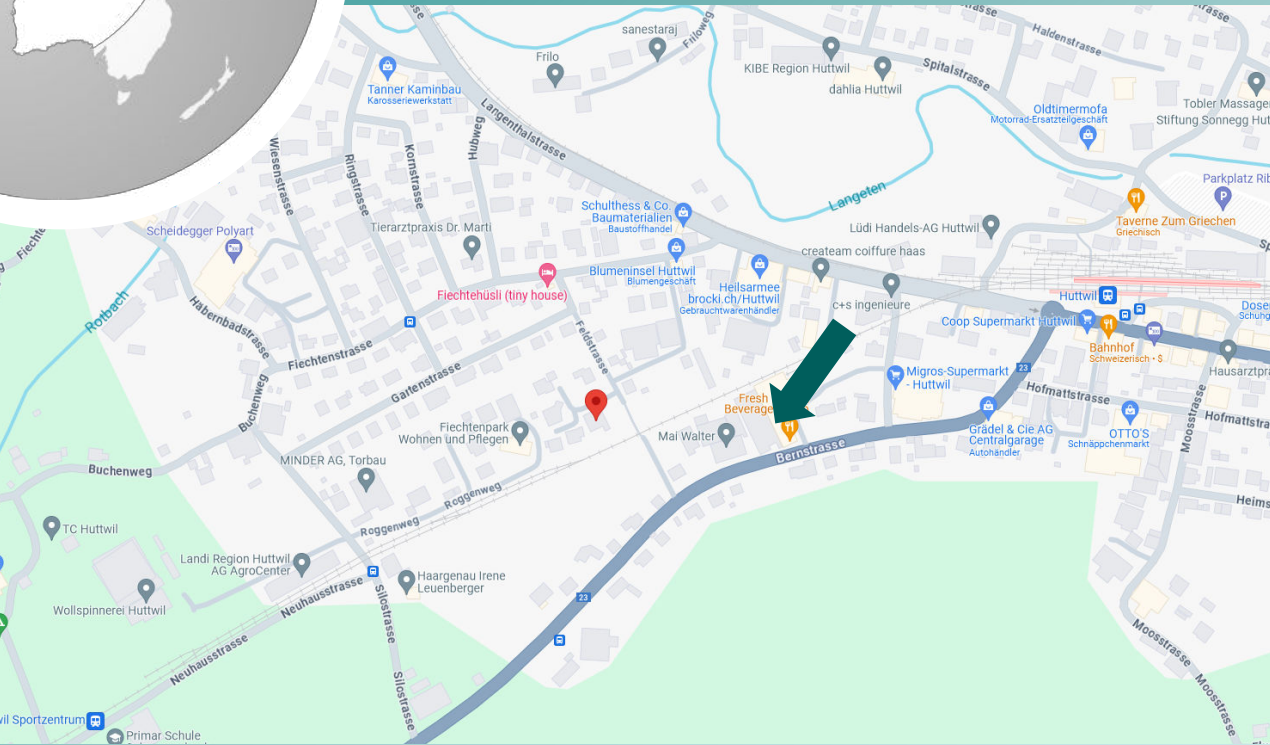 sanestaraj
Friloweg
Frilo
KIBE Region Huttwil
dahlia Huttwil
Spitalstrasse
Haldenstrasse
Tanner Kaminbau
Karosseriewerkstatt
Langenthalstrasse
Oldtimermofa
Motorrad-Ersatzteilgeschäft
Tobler Massage
Stiftung Sonnegg Hut
Wiesenstrasse
Ringstrasse
Kornstrasse
Hubweg
Langeten
Parkplatz Rib
Schulthess & Co.
Baumaterialien
Baustoffhandel
Taverne Zum Griechen
Griechisch
Scheidegger Polyart
Tierarztpraxis Dr. Marti
Lüdi Handels-AG Huttwil
createam coiffure haas
Blumeninsel Huttwil
Blumengeschäft
Heilsarmee
brocki.ch/Huttwil
Gebrauchtwarenhändler
Fiechtehüsli (tiny house)
c+s ingenieure
Huttwil
Rotbach
Häbernbadstrasse
Coop Supermarkt Huttwil
Bahnhof
Schweizerisch • $
Feldstrasse
Fiechtenstrasse
Gartenstrasse
Migros-Supermarkt
- Huttwil
23
Hausarztpra
Hofmattstrasse
Buchenweg
Fresh
Beverage
Fiechtenpark
Wohnen und Pflegen
Mai Walter
Grädel & Cie AG
Centralgarage
Autohändler
OTTO'S
Schnäppchenmarkt
Moosstrasse
Hofmattstra
Bernstrasse
MINDER AG, Torbau
Buchenweg
Roggenweg
Heims
TC Huttwil
Roggenweg
Landi Region Huttwil
AG AgroCenter
Haargenau Irene
Leuenberger
Neuhausstrasse
Silostrasse
23
Wollspinnerei Huttwil
Moosstrasse
Neuhausstrasse
Silostrasse
Moosstrasse
wil Sportzentrum
Primar Schule